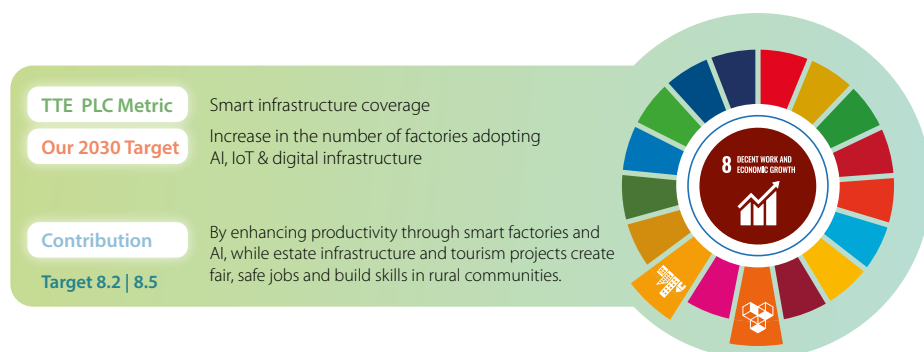 TTE PLC Metric
Smart infrastructure coverage
Our 2030 Target
Increase in the number of factories adopting
AI, IoT & digital infrastructure
Contribution
By enhancing productivity through smart factories and
AI, while estate infrastructure and tourism projects create
fair, safe jobs and build skills in rural communities.
Target 8.2 | 8.5
8 DECENT WORK AND
ECONOMIC GROWTH